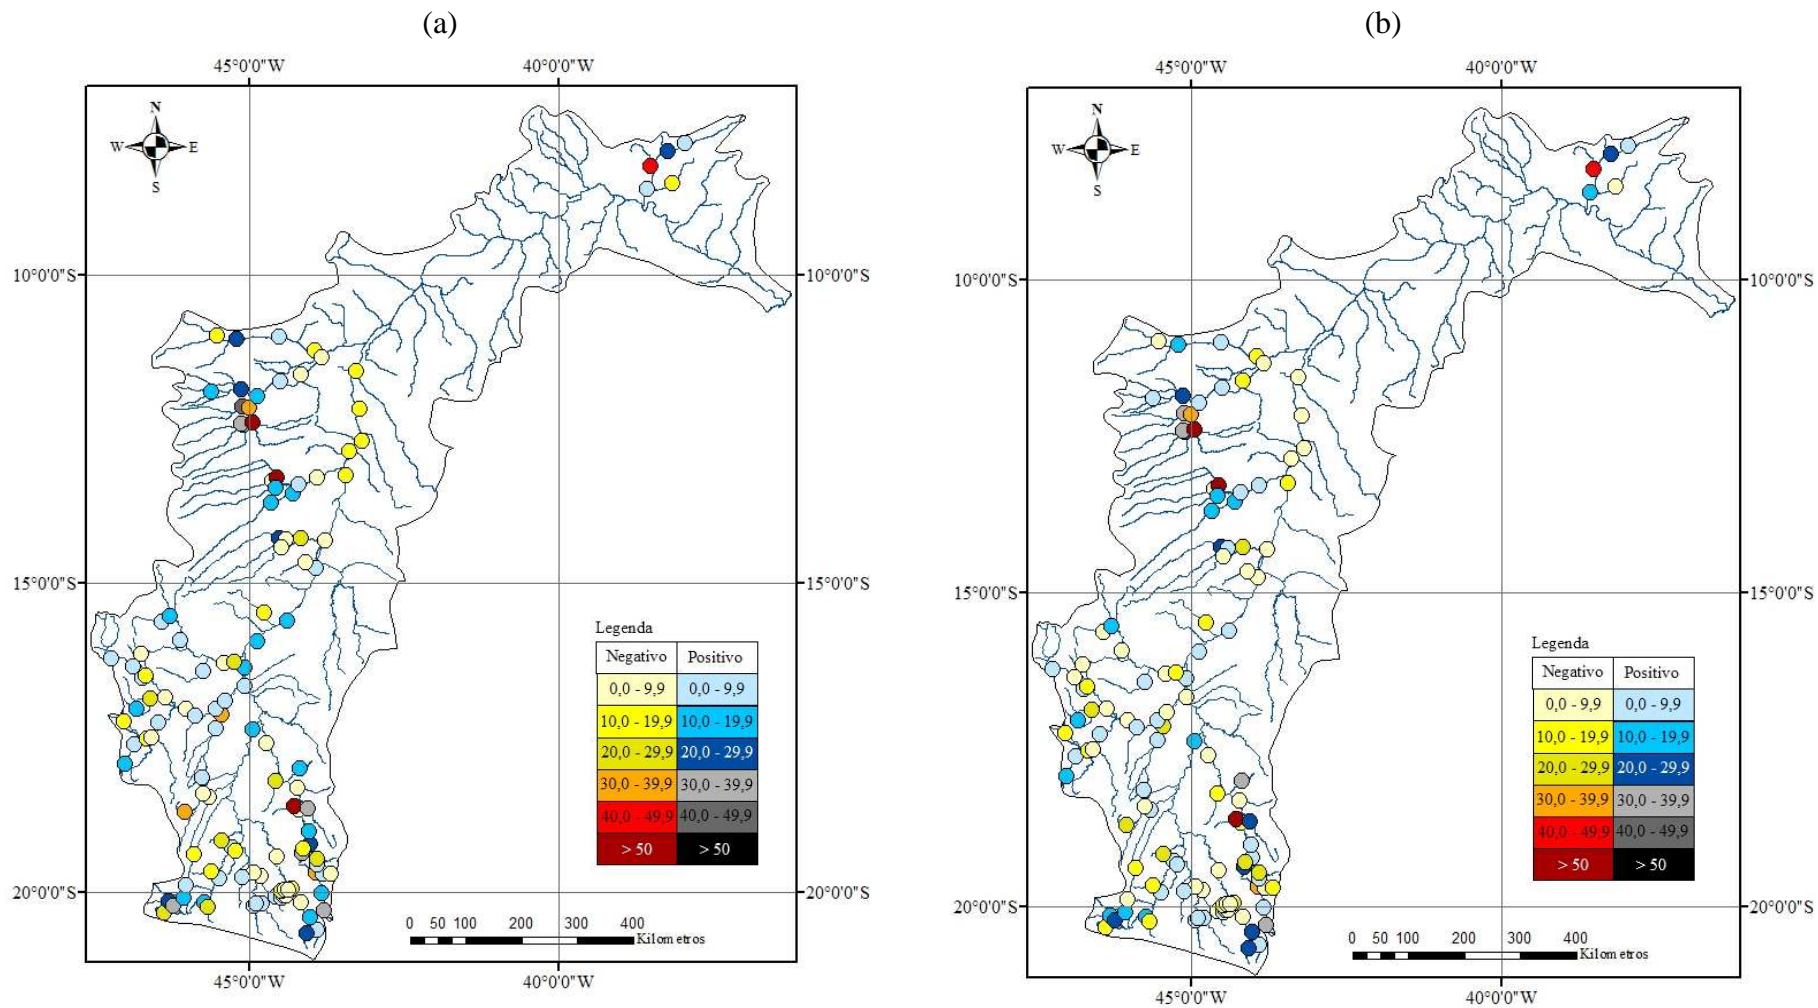 (a)
(b)
45°0'0"W 40°0'0"W
45°0'0"W 40°0'0"W
N
W E
S
N
W E
S
10°0'0"S 10°0'0"S
10°0'0"S 10°0'0"S
15°0'0"S 15°0'0"S
15°0'0"S 15°0'0"S
Legenda
Negativo Positivo
0,0 - 9,9 0,0 - 9,9
10,0 - 19,9 10,0 - 19,9
20,0 - 29,9 20,0 - 29,9
30,0 - 39,9 30,0 - 39,9
40,0 - 49,9 40,0 - 49,9
> 50 > 50
Legenda
Negativo Positivo
0,0 - 9,9 0,0 - 9,9
10,0 - 19,9 10,0 - 19,9
20,0 - 29,9 20,0 - 29,9
30,0 - 39,9 30,0 - 39,9
40,0 - 49,9 40,0 - 49,9
> 50 > 50
20°0'0"S 20°0'0"S
20°0'0"S 20°0'0"S
0 50 100 200 300 400
Kilometros
0 50 100 200 300 400
Kilometros
45°0'0"W 40°0'0"W
45°0'0"W 40°0'0"W